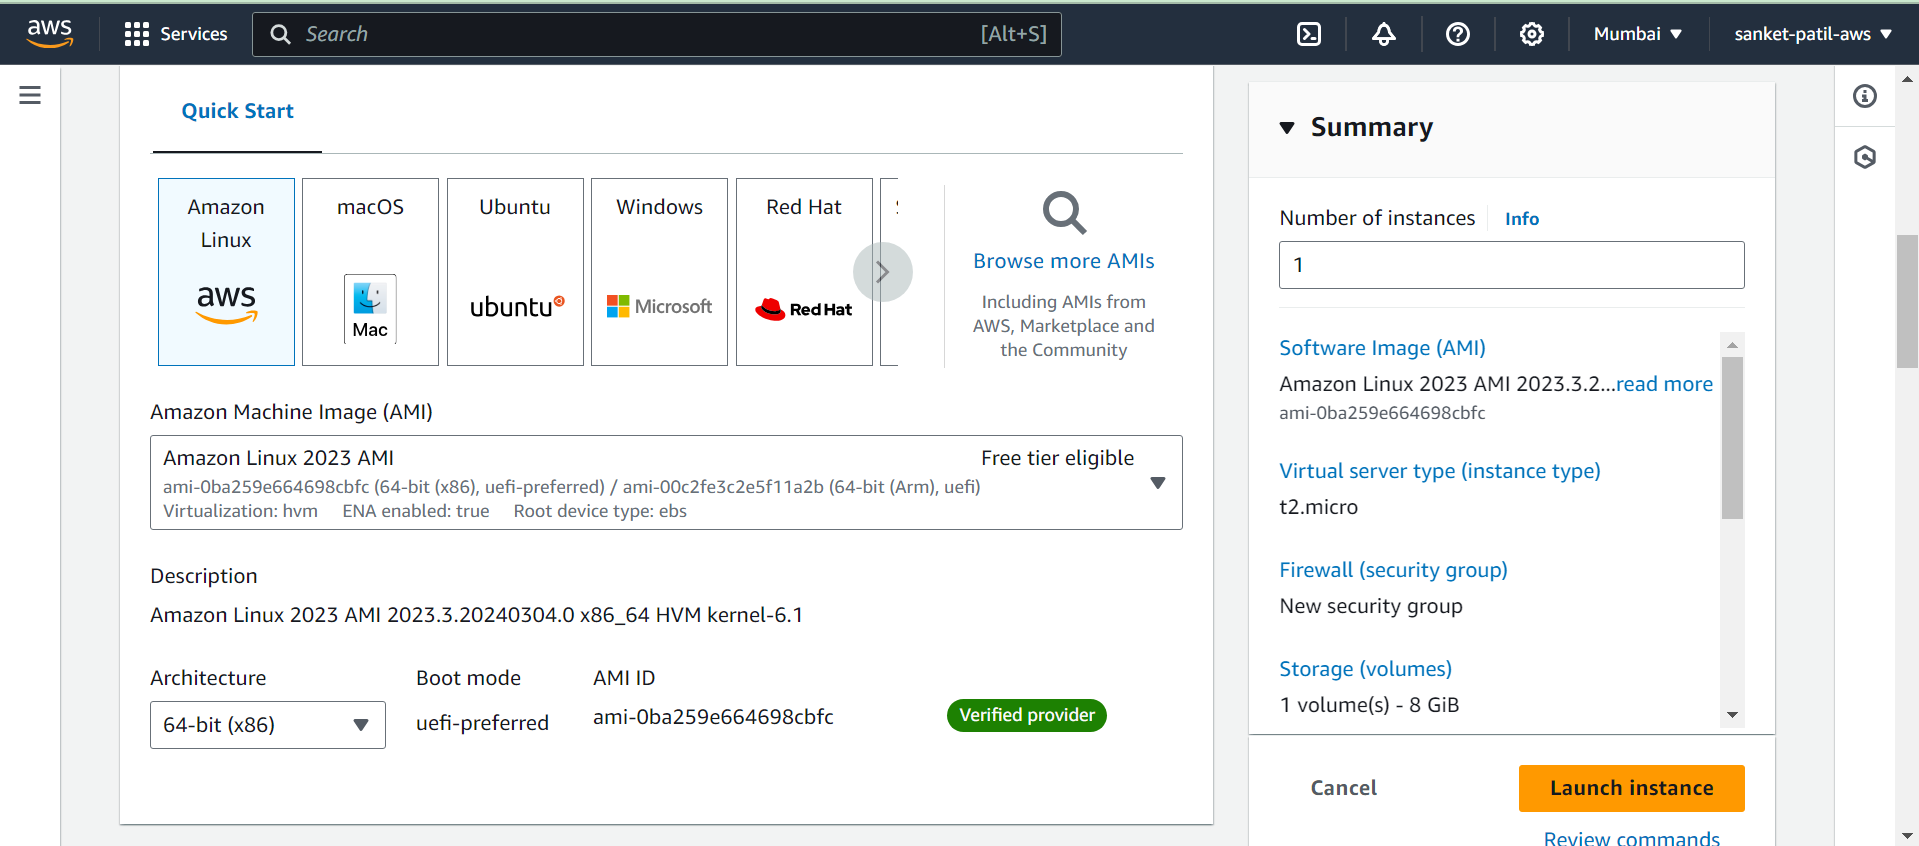 aws
Services
Search
[Alt+S]
Mumbai
sanket-patil-aws
Quick Start
Amazon
Linux
aws
macOS
Mac
Ubuntu
ubuntu
Windows
Microsoft
Red Hat
Red Hat
Browse more AMIs
Including AMIs from
AWS, Marketplace and
the Community
Amazon Machine Image (AMI)
Amazon Linux 2023 AMI
Free tier eligible
ami-0ba259e664698cbfc (64-bit (x86), uefi-preferred) / ami-00c2fe3c2e5f11a2b (64-bit (Arm), uefi)
Virtualization: hvm ENA enabled: true Root device type: ebs
Description
Amazon Linux 2023 AMI 2023.3.20240304.0 x86_64 HVM kernel-6.1
Architecture
64-bit (x86)
Boot mode
uefi-preferred
AMI ID
ami-0ba259e664698cbfc
Verified provider
Summary
Number of instances
Info
1
Software Image (AMI)
Amazon Linux 2023 AMI 2023.3.2...read more
ami-0ba259e664698cbfc
Virtual server type (instance type)
t2.micro
Firewall (security group)
New security group
Storage (volumes)
1 volume(s) - 8 GiB
Cancel
Launch instance
Review commands